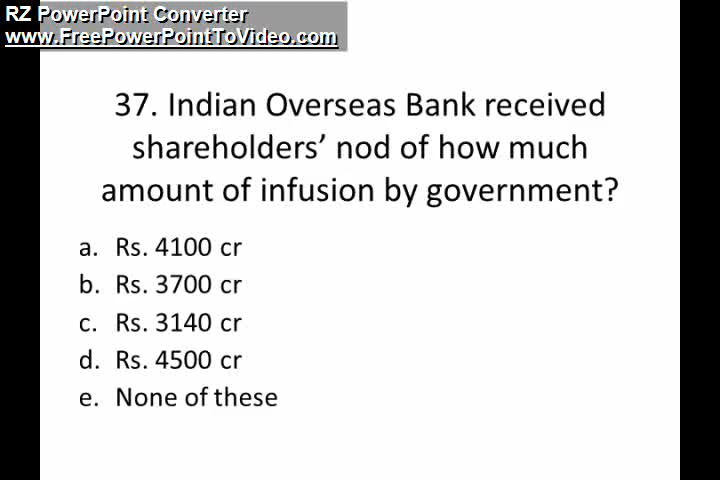 RZ PowerPoint Converter
www.FreePowerPointToVideo.com
37. Indian Overseas Bank received
shareholders’ nod of how much
amount of infusion by government?
a. Rs. 4100 cr
b. Rs. 3700 cr
c. Rs. 3140 cr
d. Rs. 4500 cr
e. None of these